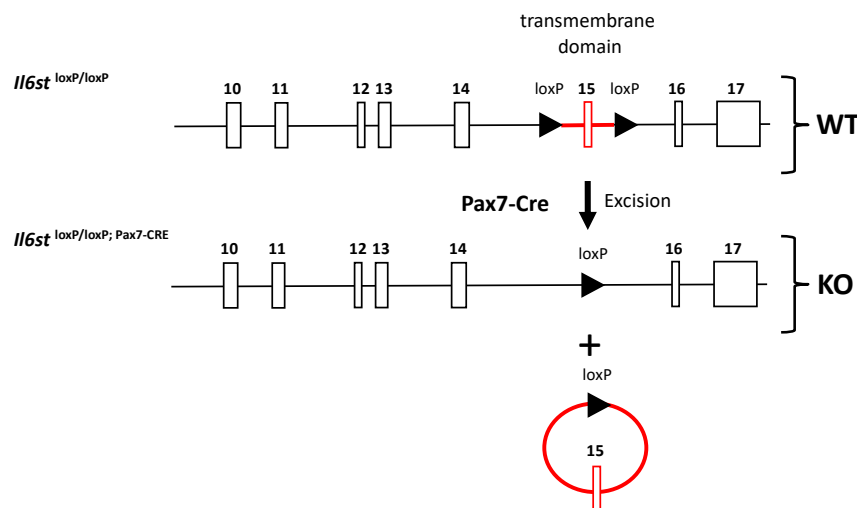 transmembrane
domain
Il6st loxP/loxP
10 11 12 13 14 loxP 15 loxP 16 17
WT
Pax7-Cre Excision
Il6st loxP/loxP; Pax7-CRE
10 11 12 13 14 loxP 16 17
KO
+
loxP
15